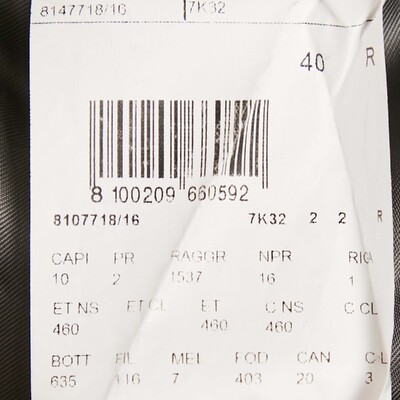 8147718/16 7K32
40 R
8 100209 660592
8107718/16 7K32 2 2 R
CAPI PR RAGGR NPR RIGA
10 2 1537 16 1
ET NS ET CL ET C NS C CL
460 460 460
BOTT FIL MEL FOD CAN
635 116 7 403 20 3